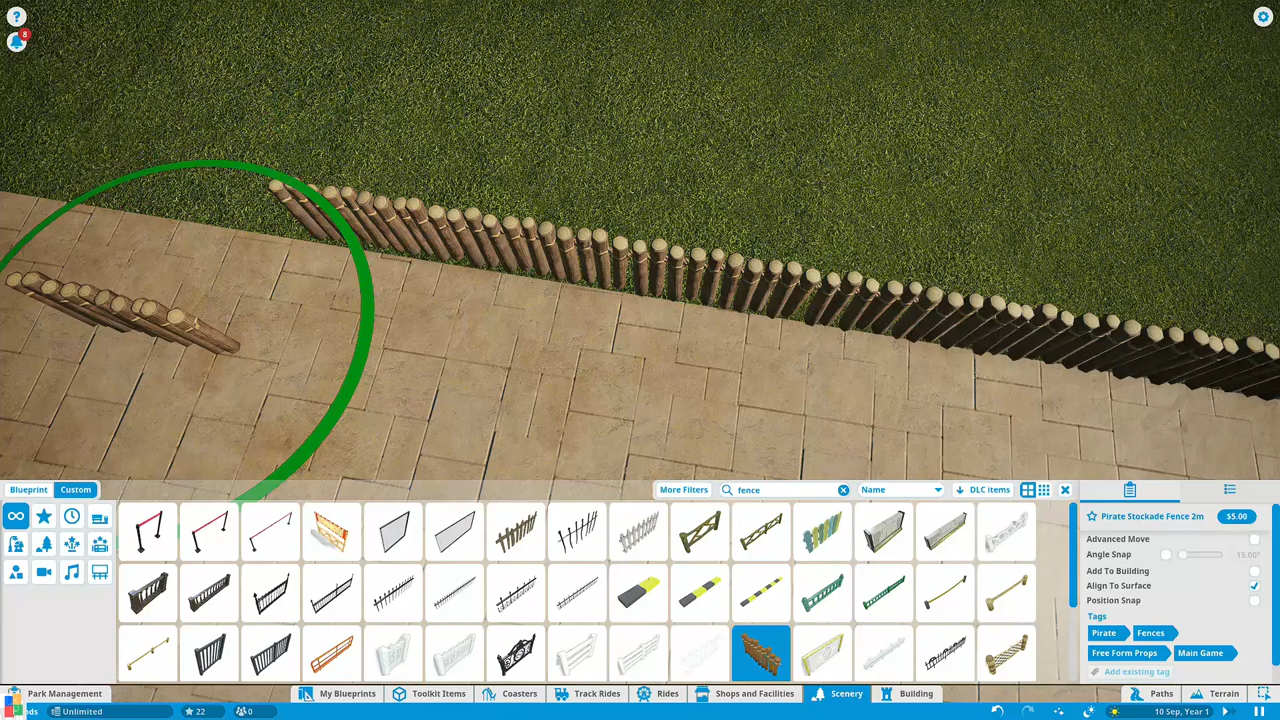 ?
8
Blueprint
Custom
More Filters
fence
Name
DLC items
Pirate Stockade Fence 2m
$5.00
Advanced Move
Angle Snap
15.00°
Add To Building
Align To Surface
Position Snap
Tags
Pirate
Fences
Free Form Props
Main Game
Add existing tag
Park Management
My Blueprints
Toolkit Items
Coasters
Track Rides
Rides
Shops and Facilities
Scenery
Building
Paths
Terrain
Unlimited
22
0
10 Sep, Year 1